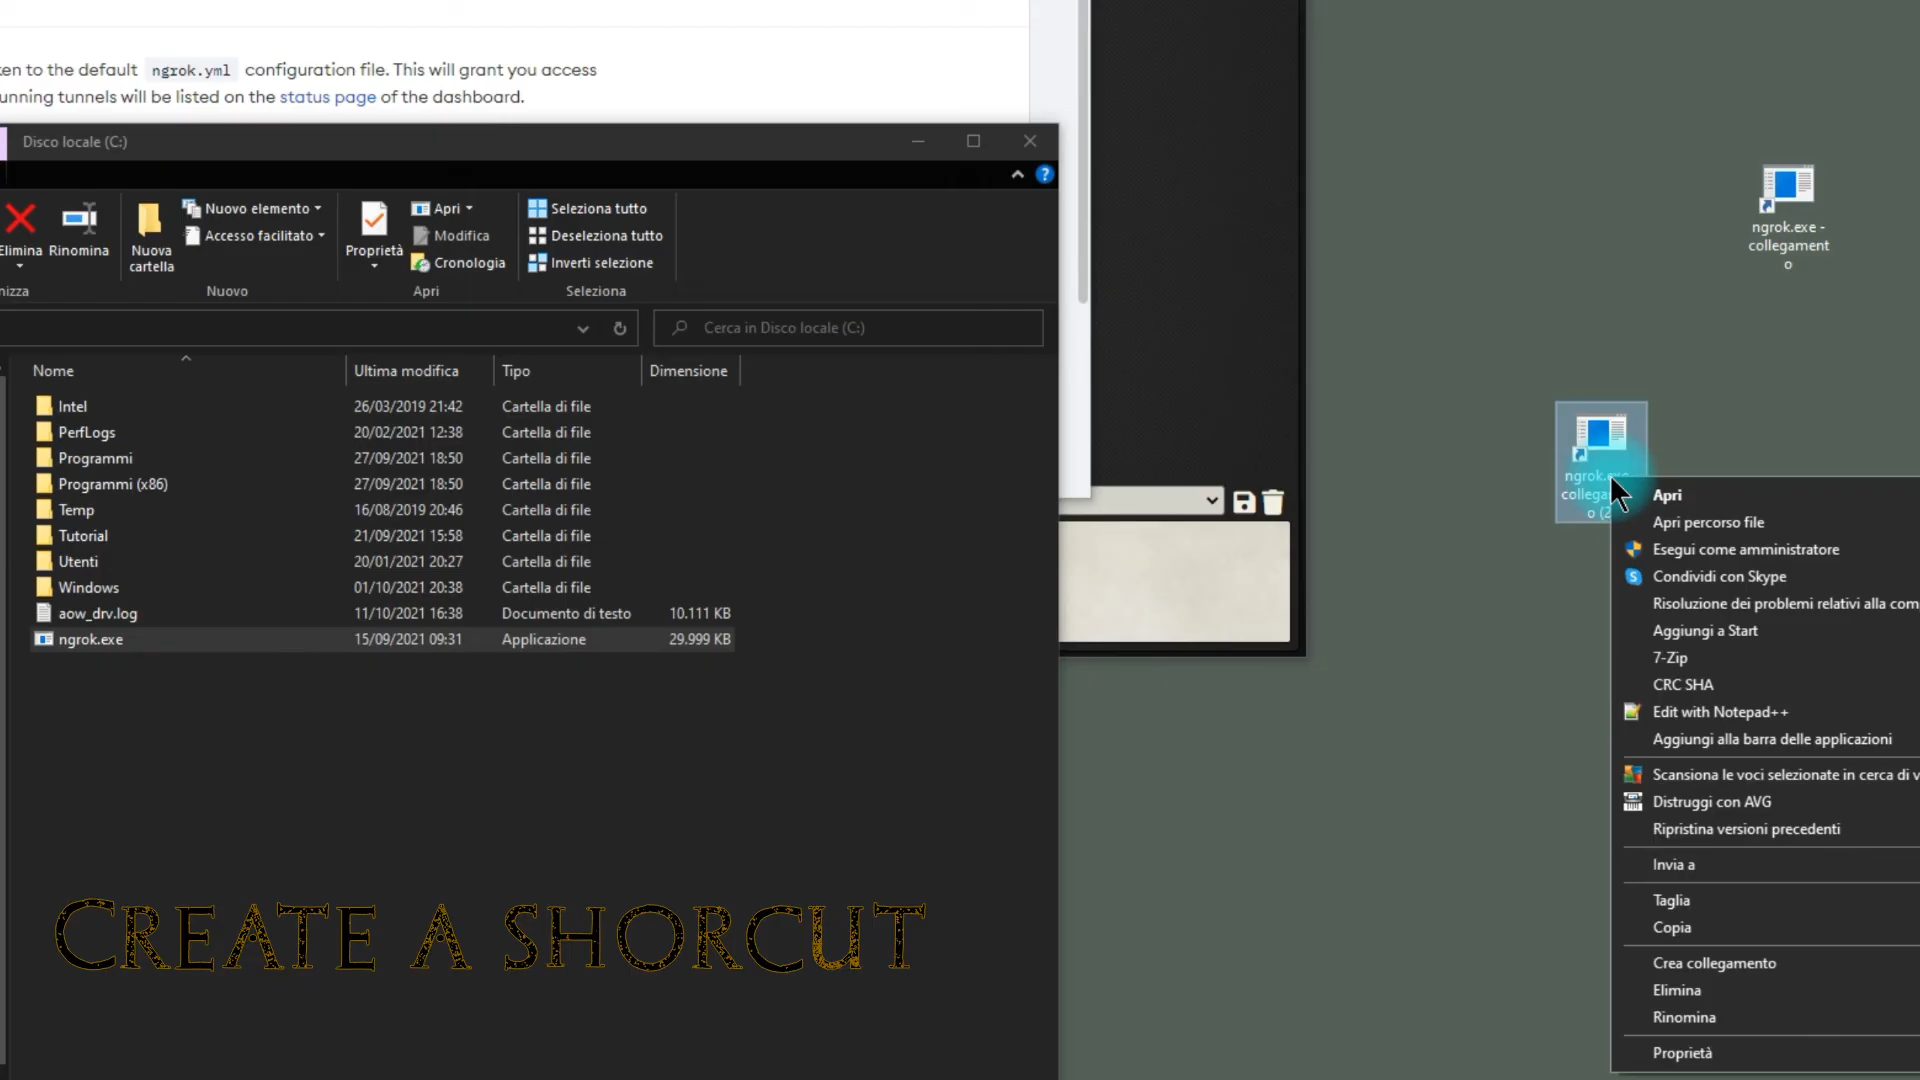 en to the default ngrok.yml configuration file. This will grant you access
unning tunnels will be listed on the status page of the dashboard.
Disco locale (C:)
?
Elimina
Rinomina
Nuova
cartella
Nuovo elemento
Accesso facilitato
Proprietà
Apri
Modifica
Cronologia
Seleziona tutto
Deseleziona tutto
Inverti selezione
nizza
Nuovo
Apri
Seleziona
Cerca in Disco locale (C:)
Nome Ultima modifica Tipo Dimensione
Intel 26/03/2019 21:42 Cartella di file
PerfLogs 20/02/2021 12:38 Cartella di file
Programmi 27/09/2021 18:50 Cartella di file
Programmi (x86) 27/09/2021 18:50 Cartella di file
Temp 16/08/2019 20:46 Cartella di file
Tutorial 21/09/2021 15:58 Cartella di file
Utenti 20/01/2021 20:27 Cartella di file
Windows 01/10/2021 20:38 Cartella di file
aow_drv.log 11/10/2021 16:38 Documento di testo 10.111 KB
ngrok.exe 15/09/2021 09:31 Applicazione 29.999 KB
Create a shorcut
ngrok.exe -
collegament
o
ngrok.exe
collega
o (2
Apri
Apri percorso file
Esegui come amministratore
Condividi con Skype
Risoluzione dei problemi relativi alla com
Aggiungi a Start
7-Zip
CRC SHA
Edit with Notepad++
Aggiungi alla barra delle applicazioni
Scansiona le voci selezionate in cerca di v
Distruggi con AVG
Ripristina versioni precedenti
Invia a
Taglia
Copia
Crea collegamento
Elimina
Rinomina
Proprietà